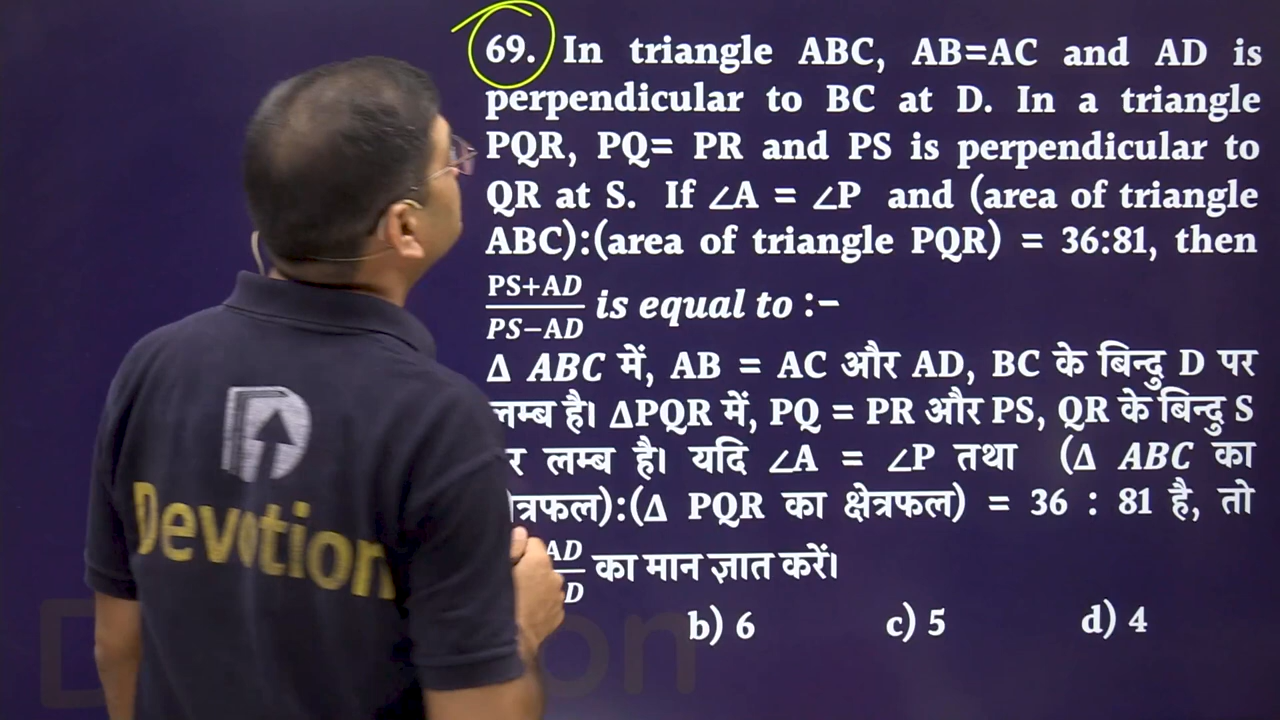 69. In triangle ABC, AB=AC and AD is
perpendicular to BC at D. In a triangle
PQR, PQ= PR and PS is perpendicular to
QR at S. If ∠A = ∠P and (area of triangle
ABC):(area of triangle PQR) = 36:81, then
PS+AD
PS−AD
is equal to :-
Δ ABC में, AB = AC और AD, BC के बिन्दु D पर
लम्ब है। ΔPQR में, PQ = PR और PS, QR के बिन्दु S
लम्ब है। यदि ∠A = ∠P तथा (Δ ABC का
(Δ PQR का क्षेत्रफल) = 36 : 81 है, तो
AD
D
का मान ज्ञात करें।
b) 6 c) 5 d) 4
Devotion